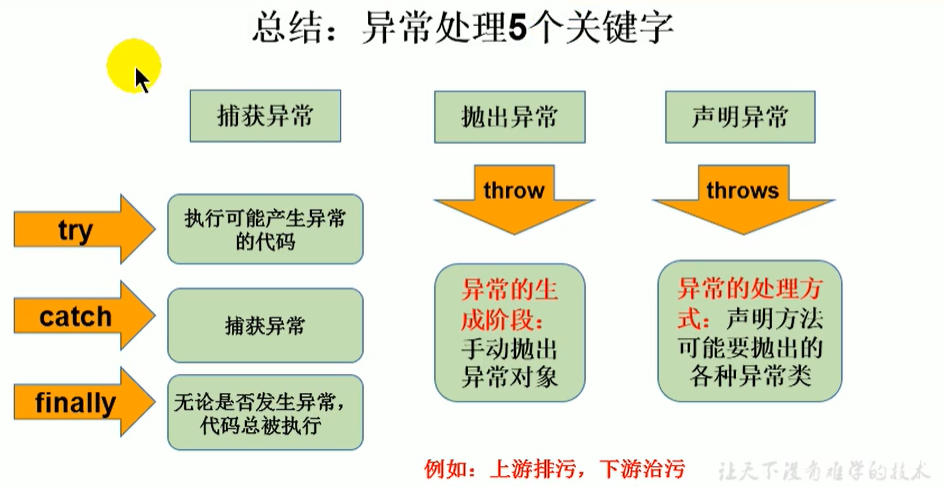 总结：异常处理5个关键字
捕获异常
抛出异常
声明异常
throw
throws
try
执行可能产生异常
的代码
catch
捕获异常
finally
无论是否发生异常，
代码总被执行
异常的生
成阶段：
手动抛出
异常对象
异常的处理方
式：声明方法
可能要抛出的
各种异常类
例如：上游排污，下游治污
让天下没有难学的技术